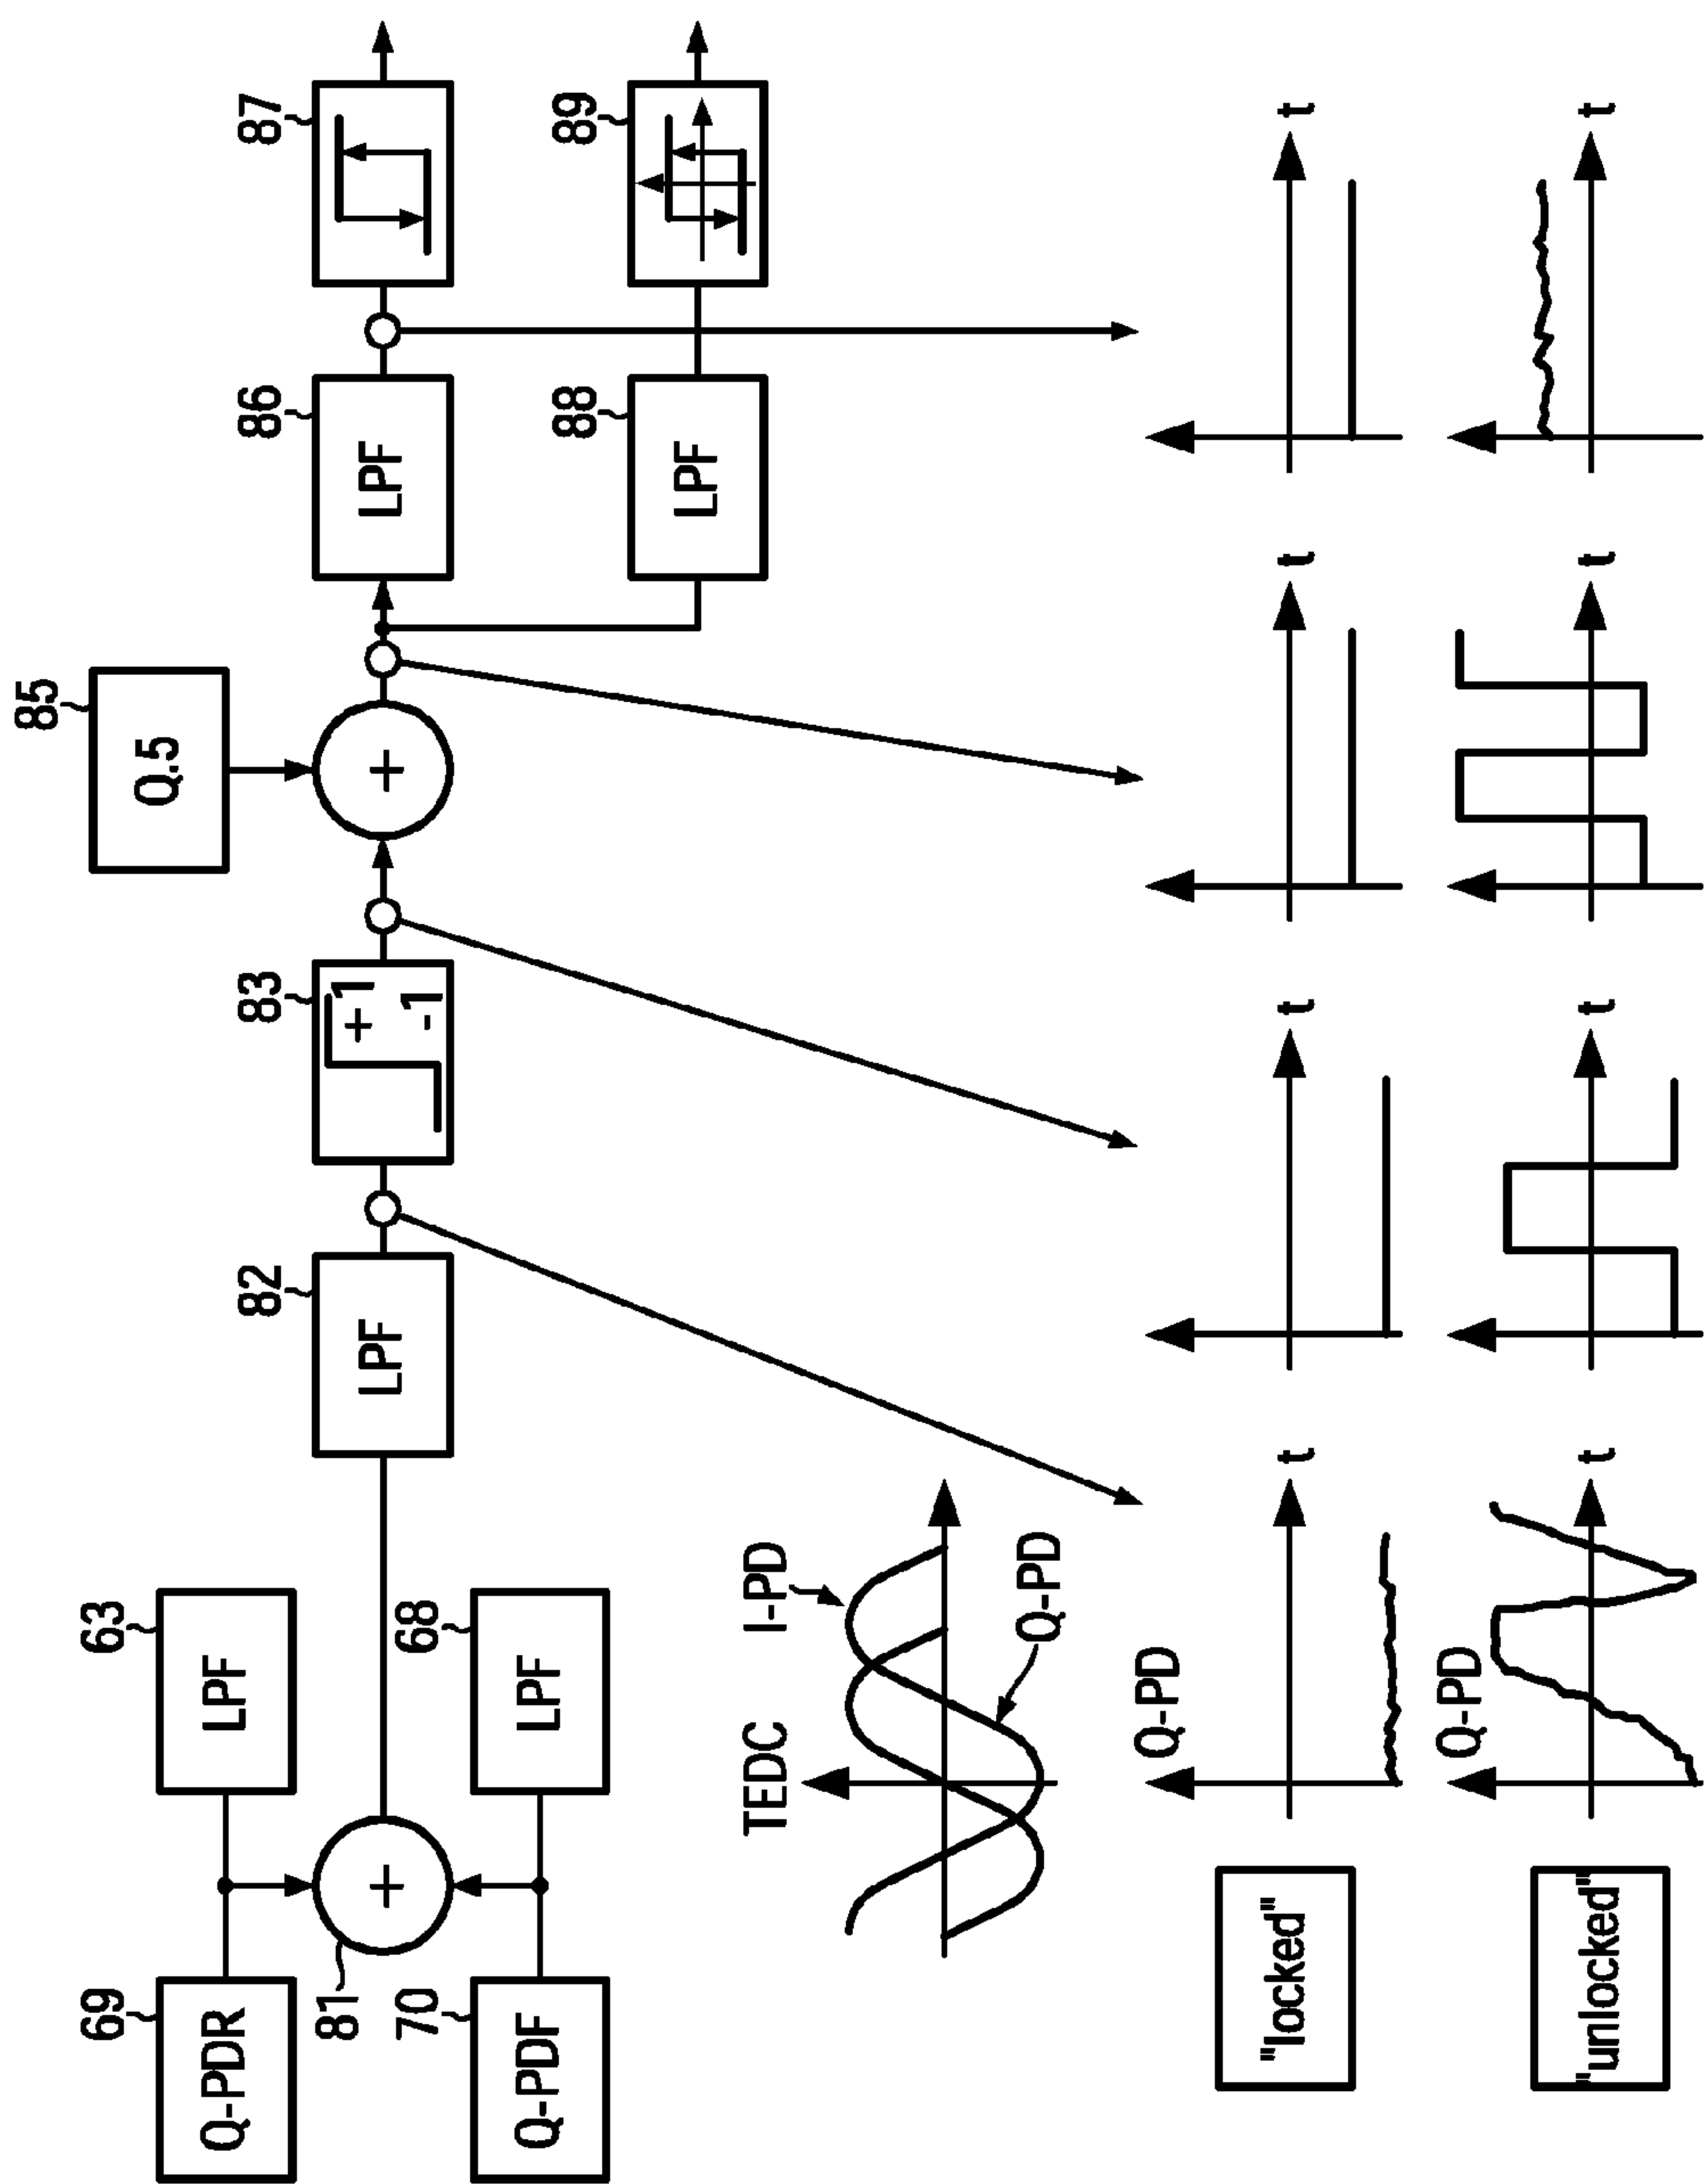 69
Q-PDR
63
LPF
81
70
Q-PDF
68
LPF
82
LPF
83
+1
-1
85
Q.5
86
LPF
87
88
LPF
89
+
+
TEDC
I-PD
Q-PD
"locked"
Q-PD
t
t
t
t
"unlocked"
Q-PD
t
t
t
t